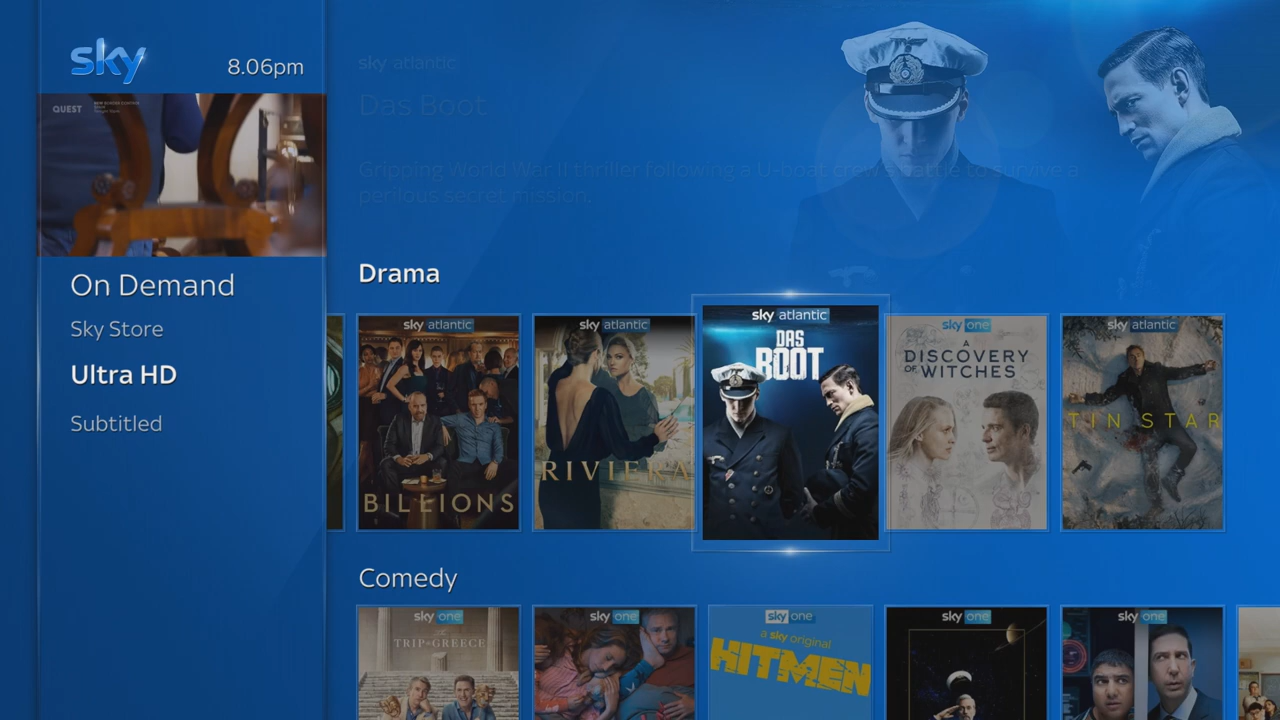 sky
8.06pm
QUEST
On Demand
Sky Store
Ultra HD
Subtitled
sky atlantic
Das Boot
Gripping World War II thriller following a U-boat crew's battle to survive a
perilous secret mission.
Drama
sky atlantic
BILLIONS
sky atlantic
RIVIERA
sky atlantic
DAS
BOOT
sky one
A
DISCOVERY
OF WITCHES
sky atlantic
TIN STAR
Comedy
sky one
THE
TRIP TO GREECE
sky one
sky one
a sky original
HITMEN
sky one
sky one